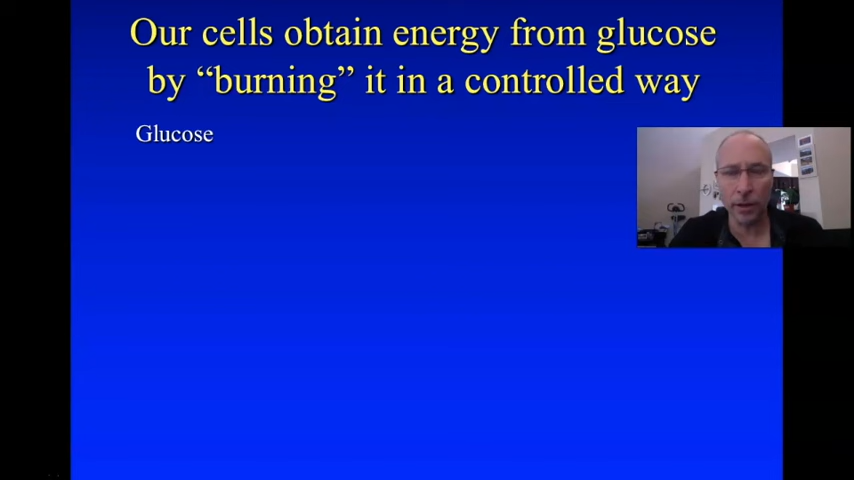 Our cells obtain energy from glucose
by “burning” it in a controlled way
Glucose